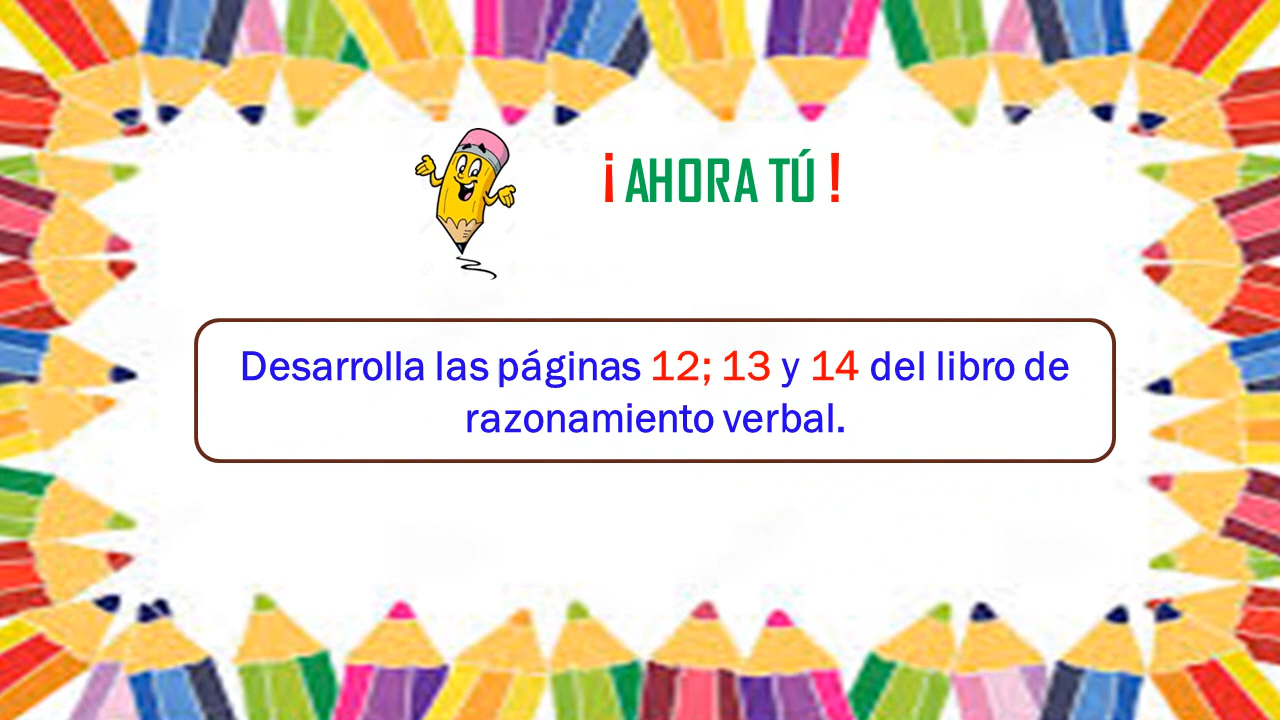 ¡ AHORA TÚ !
Desarrolla las páginas 12; 13 y 14 del libro de
razonamiento verbal.